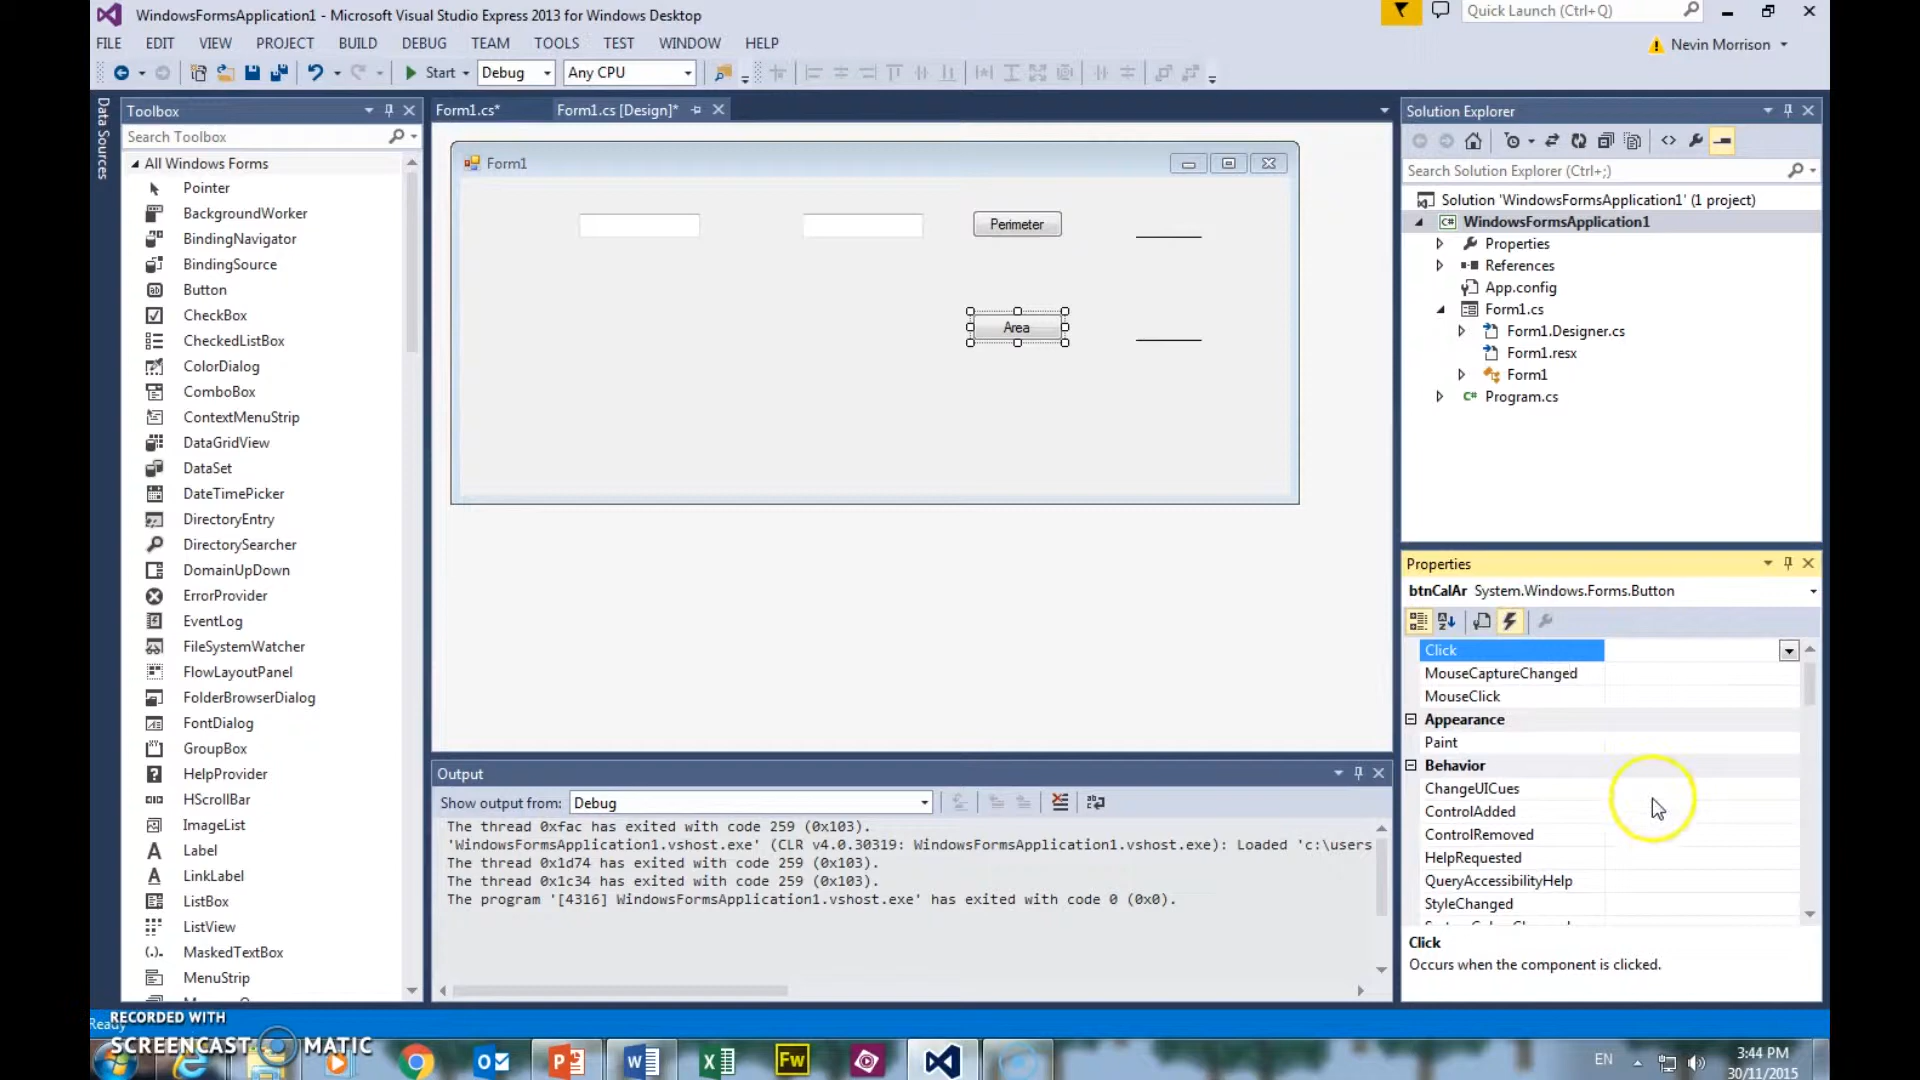 WindowsFormsApplication1 - Microsoft Visual Studio Express 2013 for Windows Desktop
Quick Launch (Ctrl+Q)
FILE EDIT VIEW PROJECT BUILD DEBUG TEAM TOOLS TEST WINDOW HELP
Nevin Morrison
Start Debug Any CPU
Data Sources
Toolbox
Search Toolbox
All Windows Forms
Pointer
BackgroundWorker
BindingNavigator
BindingSource
Button
CheckBox
CheckedListBox
ColorDialog
ComboBox
ContextMenuStrip
DataGridView
DataSet
DateTimePicker
DirectoryEntry
DirectorySearcher
DomainUpDown
ErrorProvider
EventLog
FileSystemWatcher
FlowLayoutPanel
FolderBrowserDialog
FontDialog
GroupBox
HelpProvider
HScrollBar
ImageList
Label
LinkLabel
ListBox
ListView
MaskedTextBox
MenuStrip
Form1.cs* Form1.cs [Design]*
Form1
Perimeter
Area
Output
Show output from: Debug
The thread 0xfac has exited with code 259 (0x103).
'WindowsFormsApplication1.vshost.exe' (CLR v4.0.30319: WindowsFormsApplication1.vshost.exe): Loaded 'c:\users
The thread 0x1d74 has exited with code 259 (0x103).
The thread 0x1c34 has exited with code 259 (0x103).
The program '[4316] WindowsFormsApplication1.vshost.exe' has exited with code 0 (0x0).
Solution Explorer
Search Solution Explorer (Ctrl+;)
Solution 'WindowsFormsApplication1' (1 project)
WindowsFormsApplication1
Properties
References
App.config
Form1.cs
Form1.Designer.cs
Form1.resx
Form1
Program.cs
Properties
btnCalAr System.Windows.Forms.Button
Click
MouseCaptureChanged
MouseClick
Appearance
Paint
Behavior
ChangeUICues
ControlAdded
ControlRemoved
HelpRequested
QueryAccessibilityHelp
StyleChanged
Click
Occurs when the component is clicked.
Ready
RECORDED WITH
SCREENCAST MATIC
Fw
EN
3:44 PM
30/11/2015